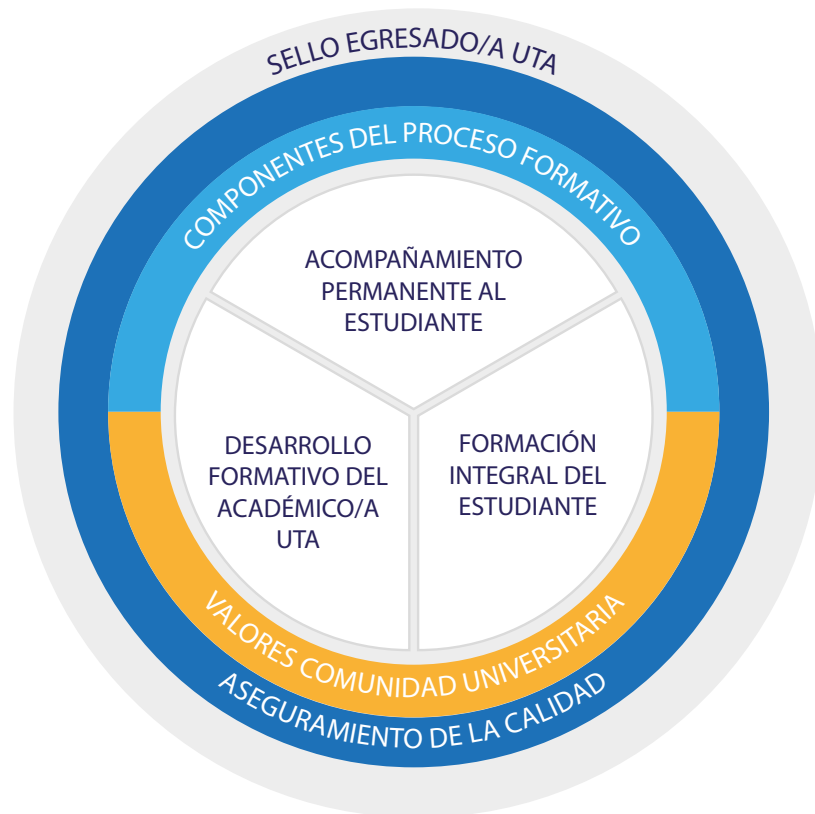 SELLO EGRESADO/A UTA
COMPONENTES DEL PROCESO FORMATIVO
ACOMPAÑAMIENTO
PERMANENTE AL
ESTUDIANTE
DESARROLLO
FORMATIVO DEL
ACADÉMICO/A
UTA
FORMACIÓN
INTEGRAL DEL
ESTUDIANTE
VALORES COMUNIDAD UNIVERSITARIA
ASEGURAMIENTO DE LA CALIDAD